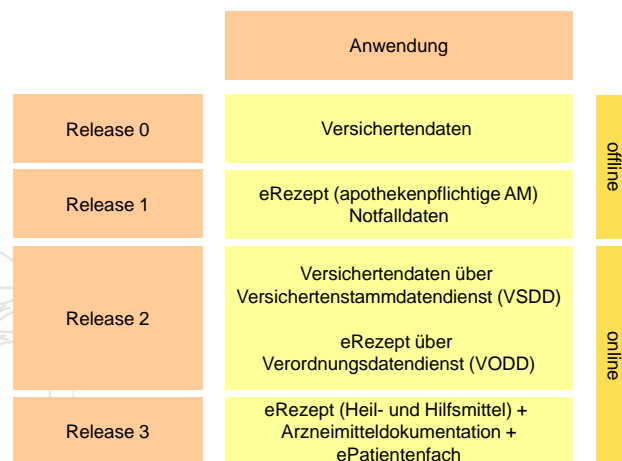 Anwendung
Release 0
Versichertendaten
offline
Release 1
eRezept (apothekenpflichtige AM)
Notfalldaten
Release 2
Versichertendaten über
Versichertenstammdatendienst (VSDD)
eRezept über
Verordnungsdatendienst (VODD)
online
Release 3
eRezept (Heil- und Hilfsmittel) +
Arzneimitteldokumentation +
ePatientenfach